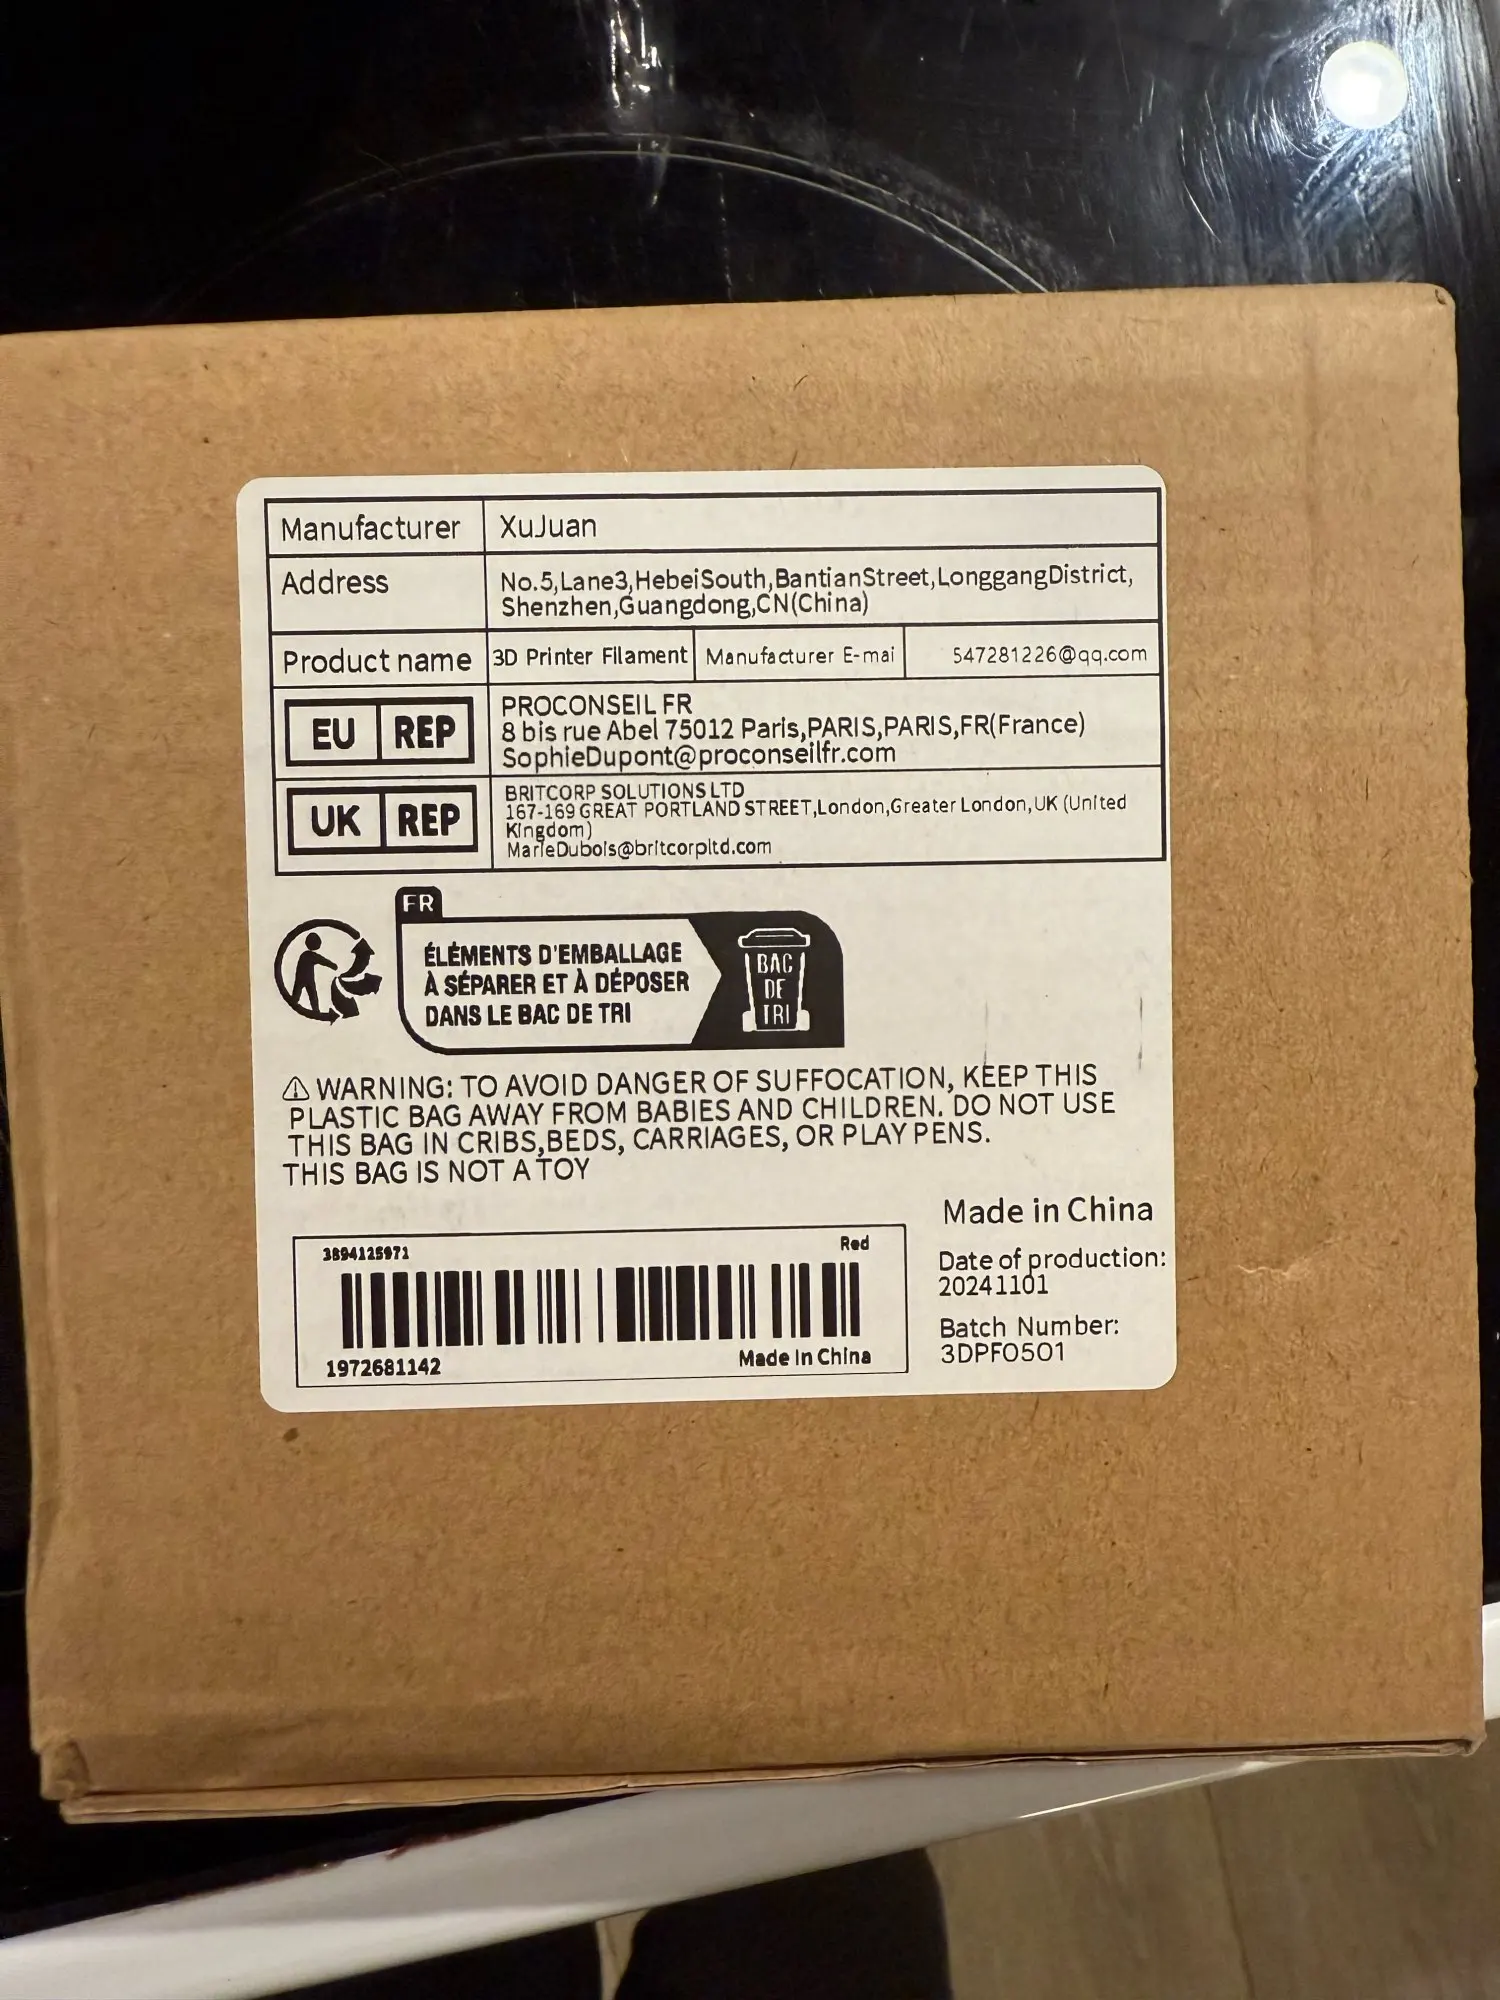 Manufacturer XuJuan
Address No.5,Lane3,HebeiSouth,BantianStreet,LonggangDistrict,
Shenzhen,Guangdong,CN(China)
Product name 3D Printer Filament Manufacturer E-mai 547281226@qq.com
EU REP PROCONSEIL FR
8 bis rue Abel 75012 Paris,PARIS,PARIS,FR(France)
SophieDupont@proconseilfr.com
UK REP BRITCORP SOLUTIONS LTD
167-169 GREAT PORTLAND STREET,London,Greater London,UK (United
Kingdom)
MarieDubois@britcorpltd.com
FR
ÉLÉMENTS D'EMBALLAGE
À SÉPARER ET À DÉPOSER
DANS LE BAC DE TRI
BAC
DE
TRI
⚠ WARNING: TO AVOID DANGER OF SUFFOCATION, KEEP THIS
PLASTIC BAG AWAY FROM BABIES AND CHILDREN. DO NOT USE
THIS BAG IN CRIBS,BEDS, CARRIAGES, OR PLAY PENS.
THIS BAG IS NOT A TOY
3894125971 Red
1972681142 Made In China
Made in China
Date of production:
20241101
Batch Number:
3DPF0501